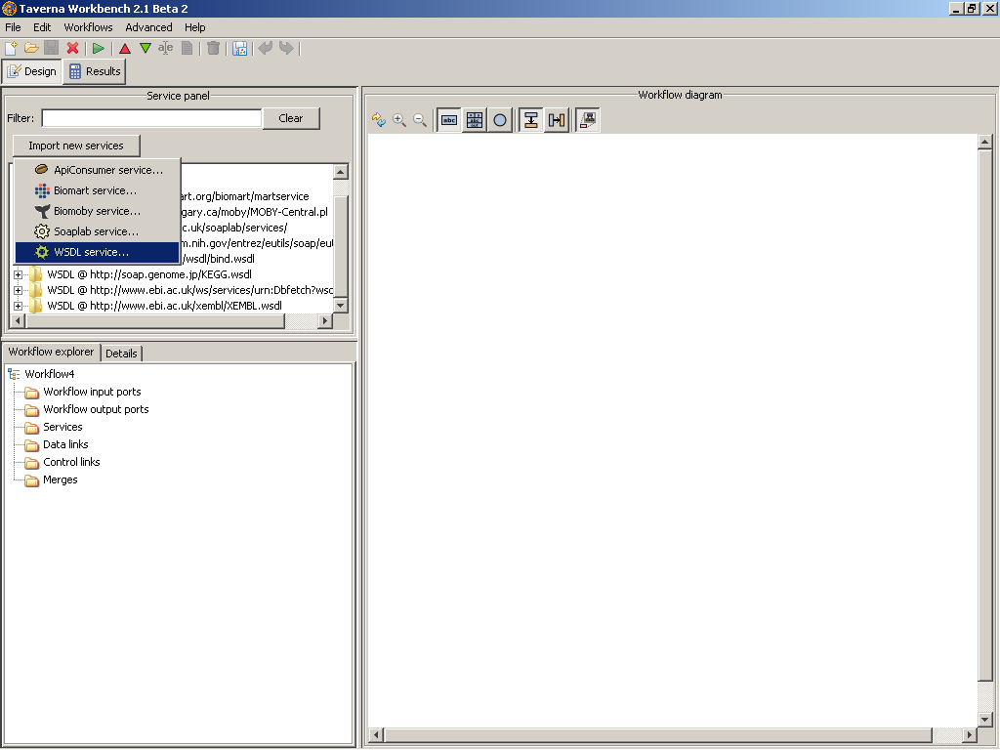 Taverna Workbench 2.1 Beta 2
File Edit Workflows Advanced Help
Design Results
Service panel
Filter: Clear
Import new services
ApiConsumer service...
Biomart service...
Biomoby service...
Soaplab service...
WSDL service...
art.org/biomart/martservice
gary.ca/moby/MOBY-Central.pl
c.uk/soaplab/services/
m.nih.gov/entrez/eutils/soap/eut
/wsdl/bind.wsdl
WSDL @ http://soap.genome.jp/KEGG.wsdl
WSDL @ http://www.ebi.ac.uk/ws/services/urn:Dbfetch?wsd
WSDL @ http://www.ebi.ac.uk/xembl/XEMBL.wsdl
Workflow explorer Details
Workflow4
Workflow input ports
Workflow output ports
Services
Data links
Control links
Merges
Workflow diagram
abc